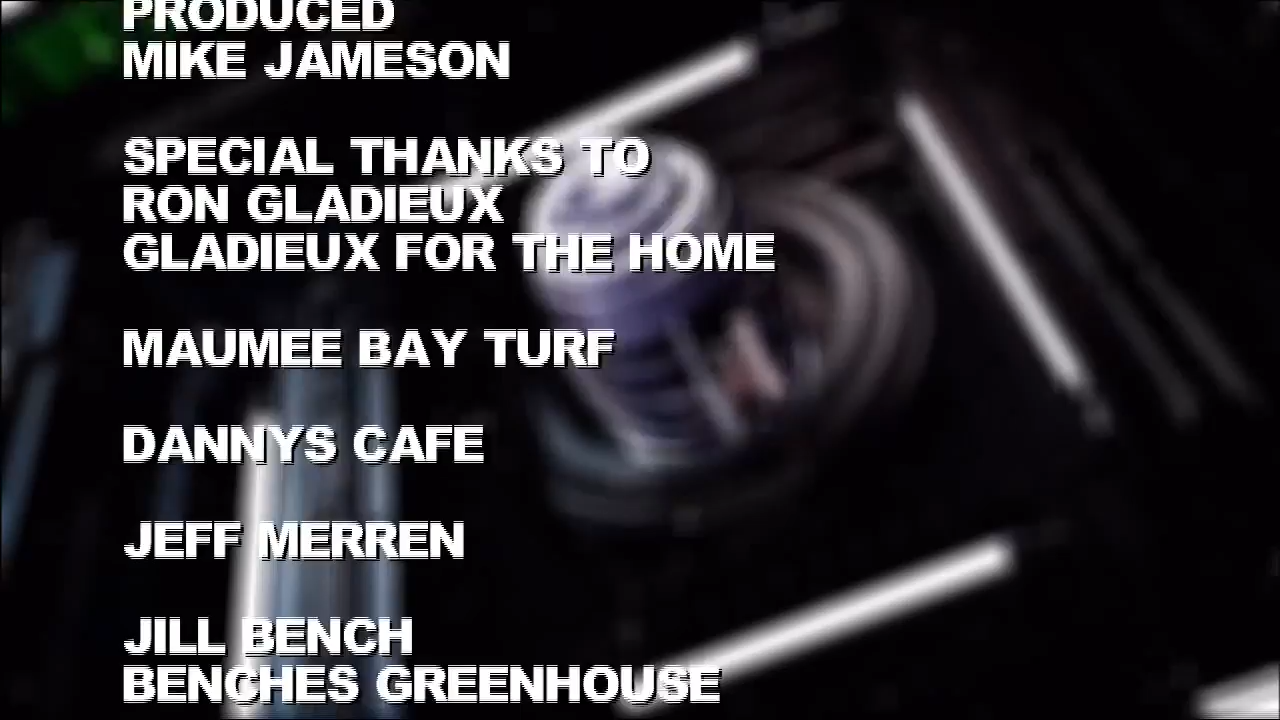 PRODUCED
MIKE JAMESON
SPECIAL THANKS TO
RON GLADIEUX
GLADIEUX FOR THE HOME
MAUMEE BAY TURF
DANNYS CAFE
JEFF MERREN
JILL BENCH
BENCHES GREENHOUSE